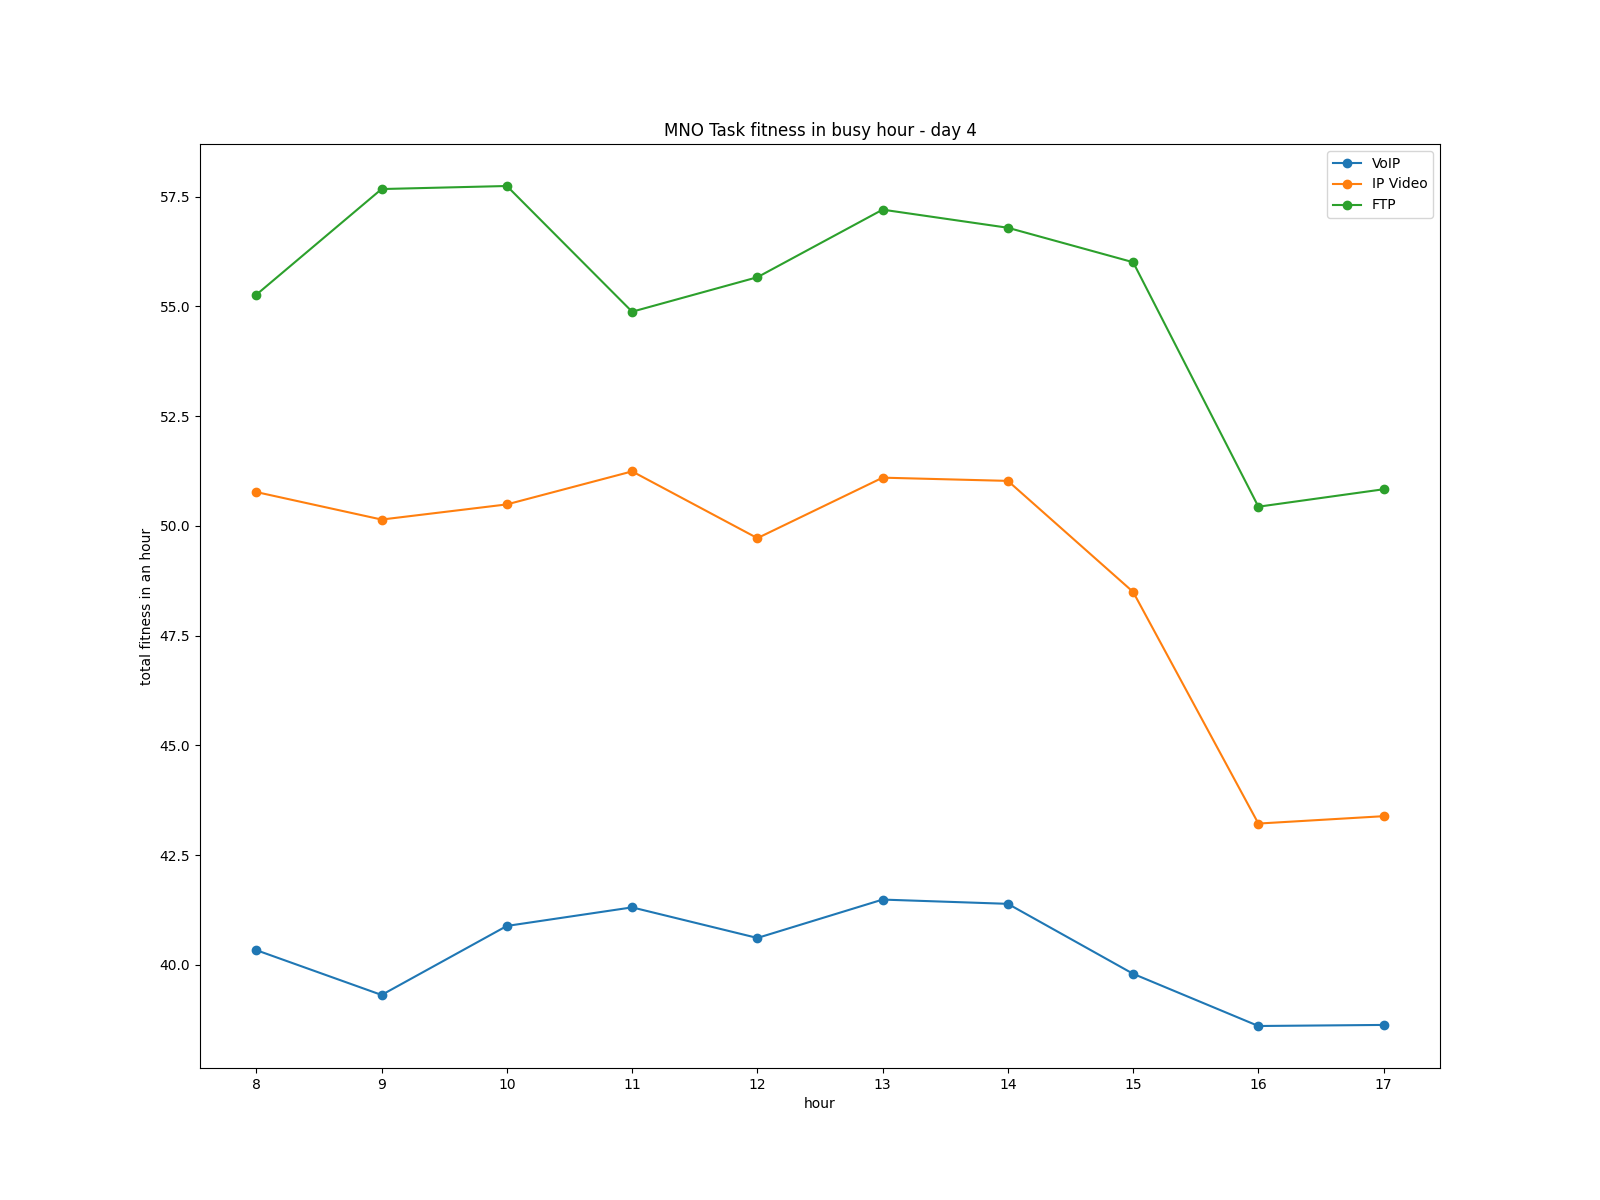 MNO Task fitness in busy hour - day 4
VoIP
IP Video
FTP
57.5
55.0
52.5
50.0
47.5
45.0
42.5
40.0
total fitness in an hour
8 9 10 11 12 13 14 15 16 17
hour